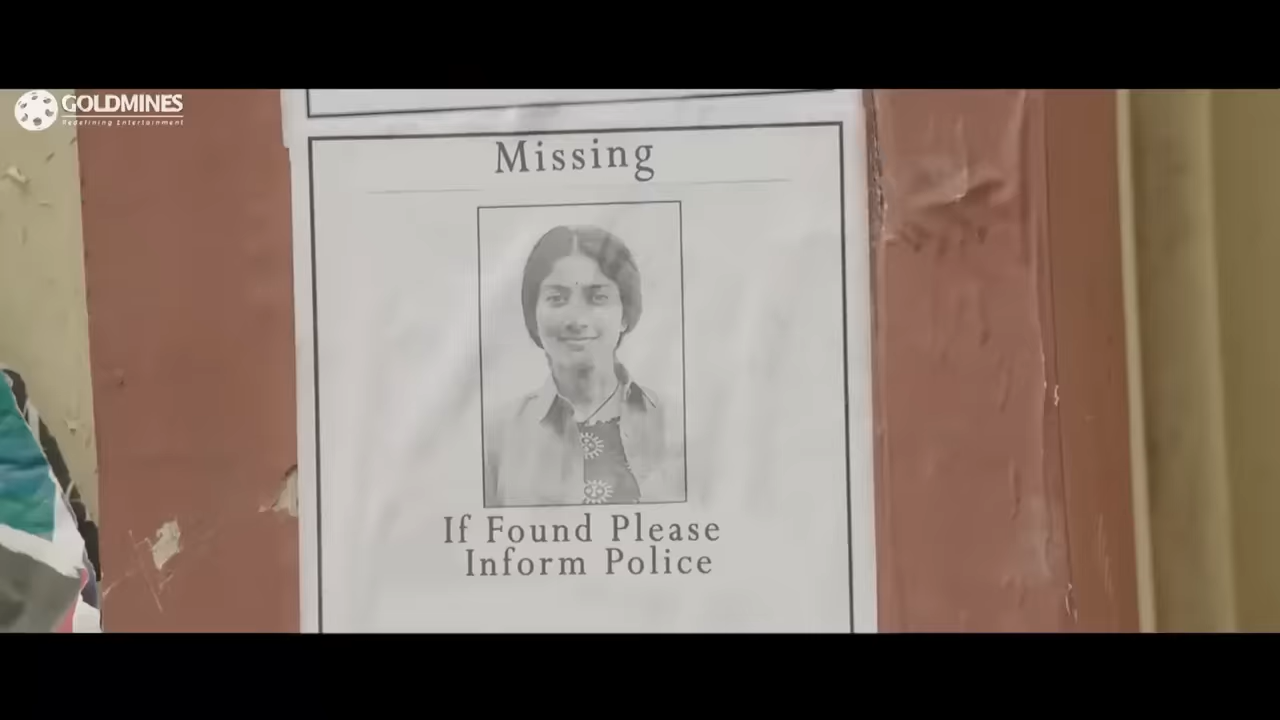 GOLDMINES
Redefining Entertainment
Missing
If Found Please
Inform Police